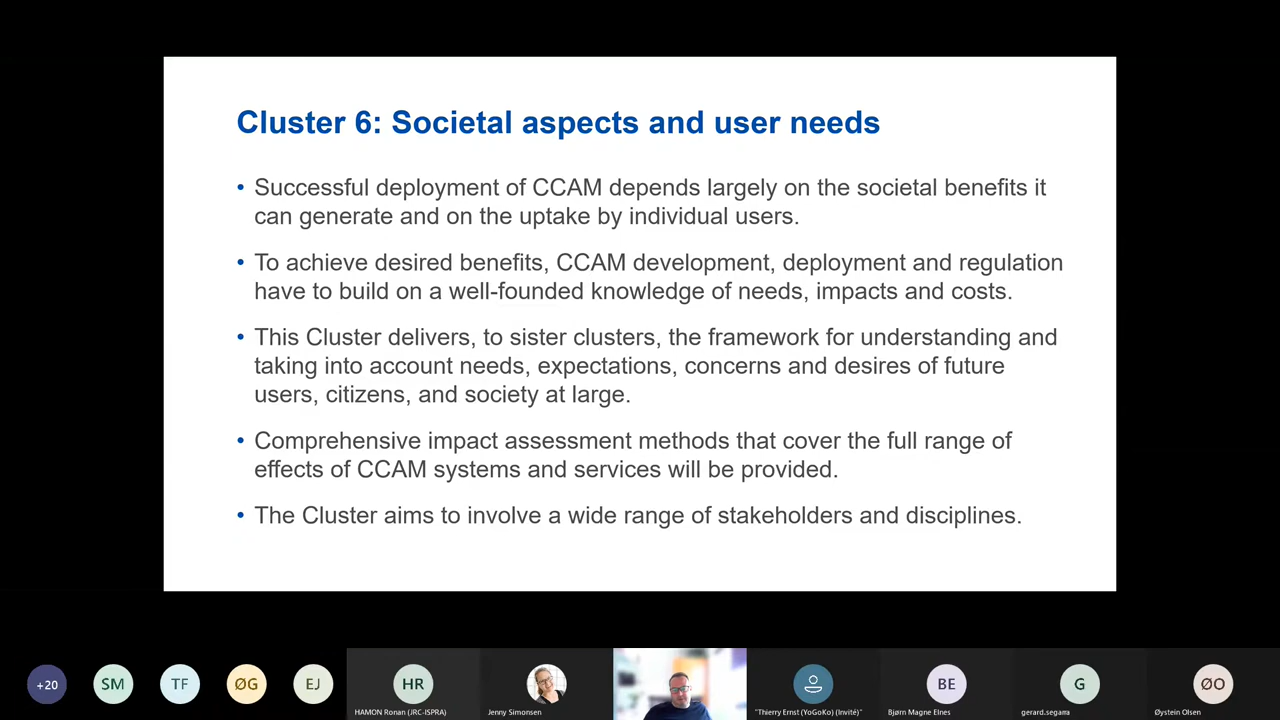 Cluster 6: Societal aspects and user needs
• Successful deployment of CCAM depends largely on the societal benefits it
can generate and on the uptake by individual users.
• To achieve desired benefits, CCAM development, deployment and regulation
have to build on a well-founded knowledge of needs, impacts and costs.
• This Cluster delivers, to sister clusters, the framework for understanding and
taking into account needs, expectations, concerns and desires of future
users, citizens, and society at large.
• Comprehensive impact assessment methods that cover the full range of
effects of CCAM systems and services will be provided.
• The Cluster aims to involve a wide range of stakeholders and disciplines.
+20
SM
TF
ØG
EJ
HR
BE
G
ØO
HAMON Ronan (JRC-ISPRA)
Jenny Simonsen
"Thierry Ernst (YoGoKo) (Invité)"
Bjørn Magne Elnes
gerard.segarra
Øystein Olsen